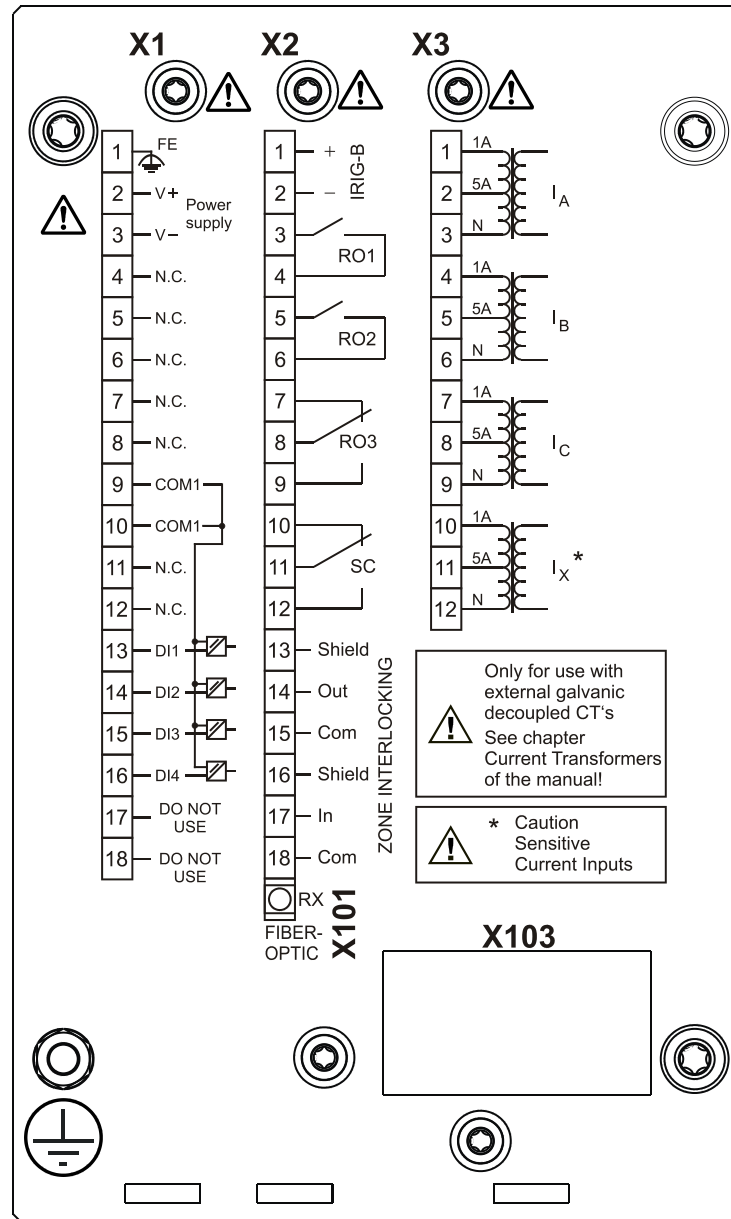 X1 X2 X3
1 FE
2 V+
Power
supply
3 V−
4 N.C.
5 N.C.
6 N.C.
7 N.C.
8 N.C.
9 COM1
10 COM1
11 N.C.
12 N.C.
13 DI1
14 DI2
15 DI3
16 DI4
17 DO NOT
USE
18 DO NOT
USE
1 +
2 −
IRIG-B
3
RO1
4
5
RO2
6
7
8 RO3
9
10
11 SC
12
13 Shield
14 Out
15 Com
16 Shield
17 In
18 Com
ZONE INTERLOCKING
RX
FIBER-
OPTIC
X101
1 1A
2 5A IA
3 N
4 1A
5 5A IB
6 N
7 1A
8 5A IC
9 N
10 1A
11 5A IX *
12 N
! Only for use with
external galvanic
decoupled CT‘s
See chapter
Current Transformers
of the manual!
! * Caution
Sensitive
Current Inputs
X103